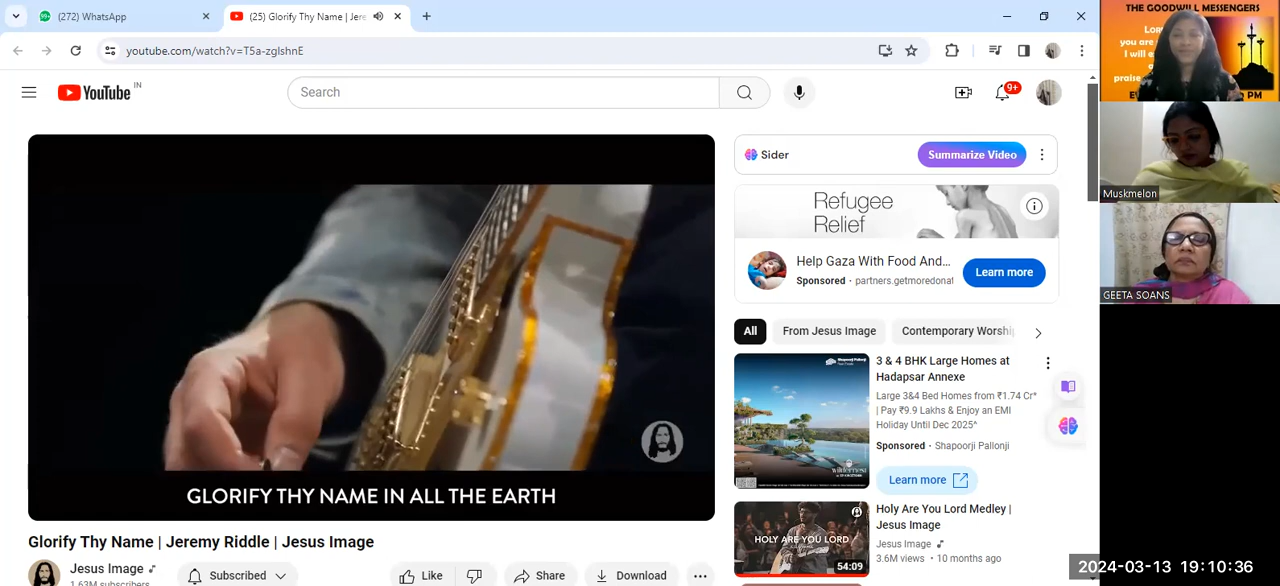 (272) WhatsApp
(25) Glorify Thy Name | Jere
youtube.com/watch?v=T5a-zglshnE
YouTube IN
Search
9+
Sider
Summarize Video
Refugee
Relief
Help Gaza With Food And...
Sponsored · partners.getmoredonal
Learn more
All
From Jesus Image
Contemporary Worshi
3 & 4 BHK Large Homes at
Hadapsar Annexe
Large 3&4 Bed Homes from ₹1.74 Cr*
| Pay ₹9.9 Lakhs & Enjoy an EMI
Holiday Until Dec 2025^
Sponsored · Shapoorji Pallonji
Learn more
HOLY ARE YOU LORD
54:09
Holy Are You Lord Medley |
Jesus Image
Jesus Image
3.6M views · 10 months ago
GLORIFY THY NAME IN ALL THE EARTH
Glorify Thy Name | Jeremy Riddle | Jesus Image
Jesus Image
1.63M subscribers
Subscribed
Like
Share
Download
THE GOODWILL MESSENGERS
you are
I will e
praise
PM
Muskmelon
GEETA SOANS
2024-03-13 19:10:36